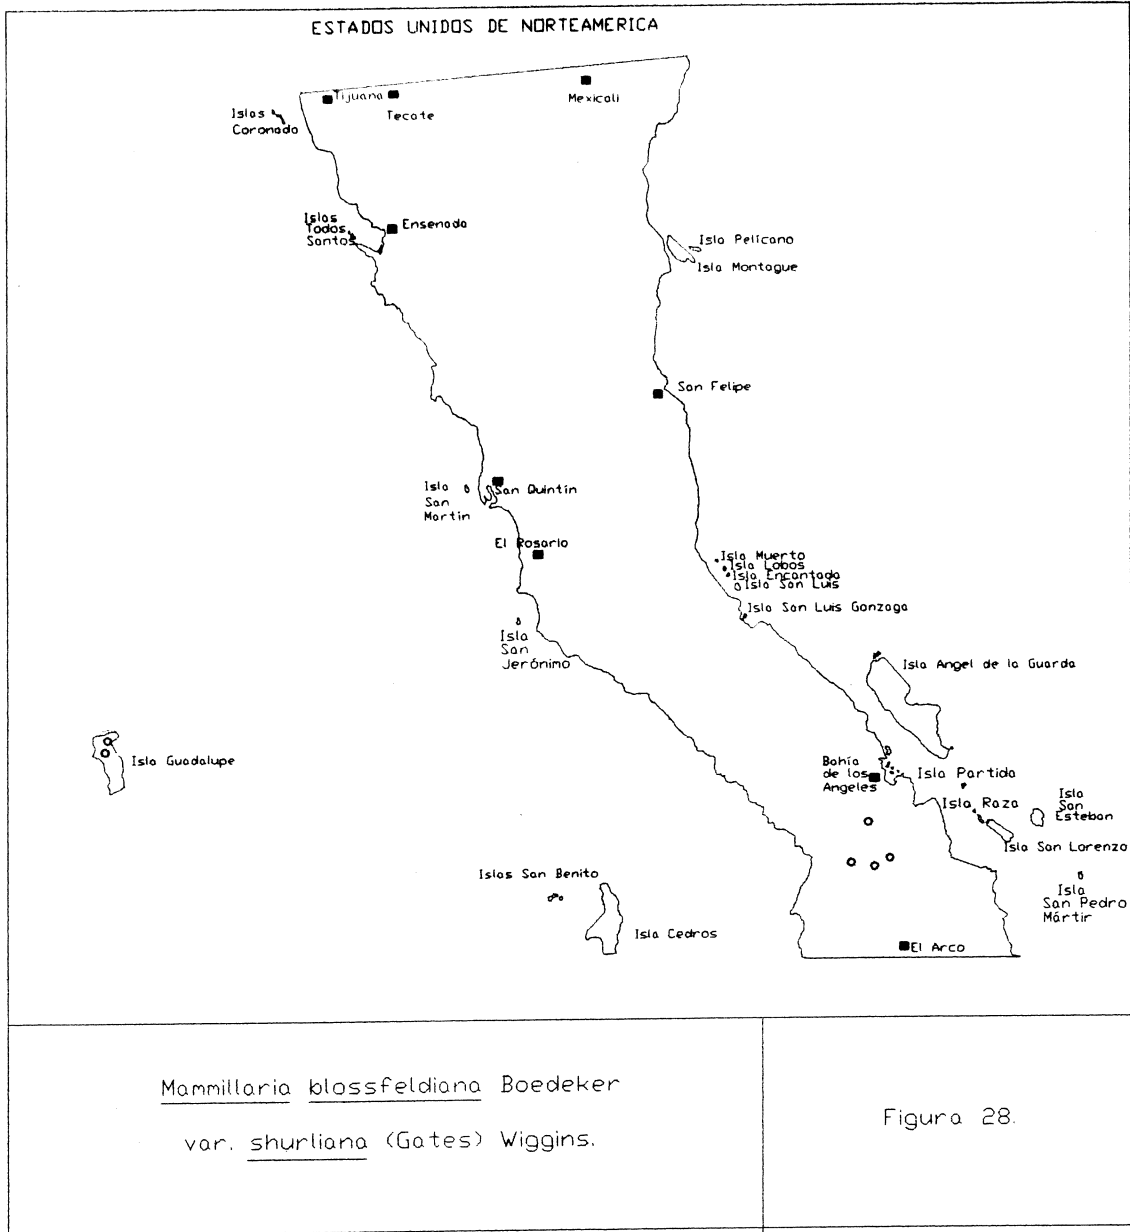 ESTADOS UNIDOS DE NORTEAMERICA
Tijuana
Tecate
Mexicali
Islas
Coronado
Islas
Todos
Santos
Ensenada
Isla Pelícano
Isla Montague
San Felipe
Isla
San
Martín
San Quintín
El Rosario
Isla Muerto
Isla Lobos
Isla Encantada
Isla San Luis
Isla San Luis Gonzaga
Isla
San
Jerónimo
Isla Angel de la Guarda
Isla Guadalupe
Bahía
de los
Angeles
Isla Partida
Isla Raza
Isla
San
Esteban
Isla San Lorenzo
Islas San Benito
Isla Cedros
Isla
San Pedro
Mártir
El Arco
Mammillaria blossfeldiana Boedeker
var. shurliana (Gates) Wiggins.
Figura 28.